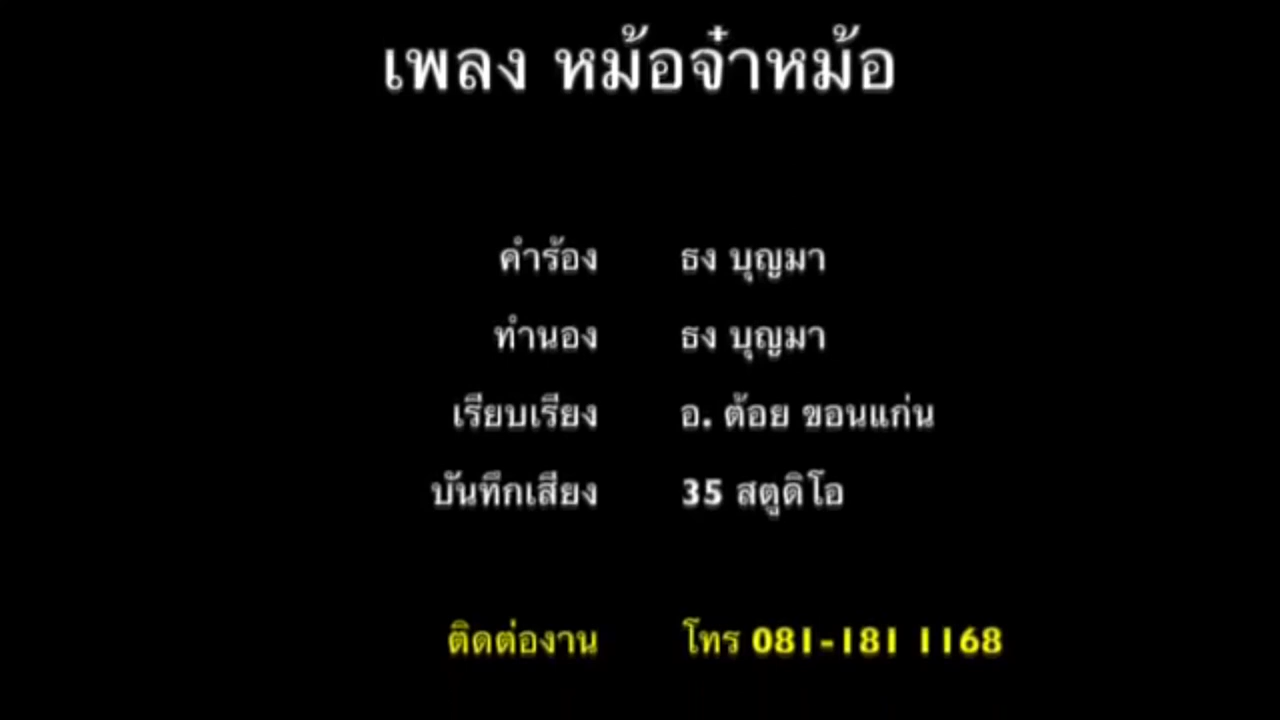 เพลง หม้อจ๋าหม้อ
คำร้อง ธง บุญมา
ทำนอง ธง บุญมา
เรียบเรียง อ. ต้อย ขอนแก่น
บันทึกเสียง 35 สตูดิโอ
ติดต่องาน โทร 081-181 1168